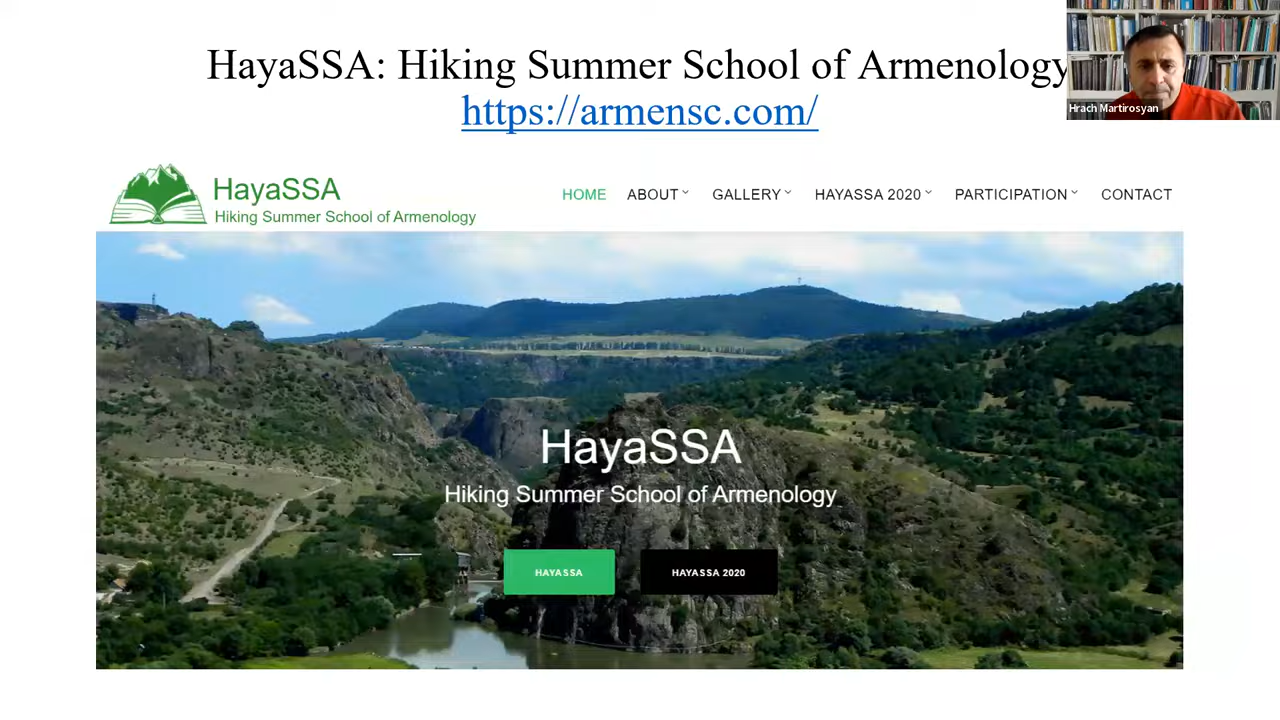 HayaSSA: Hiking Summer School of Armenology
https://armensc.com/
Hrach Martirosyan
HayaSSA
Hiking Summer School of Armenology
HOME ABOUT GALLERY HAYASSA 2020 PARTICIPATION CONTACT
HayaSSA
Hiking Summer School of Armenology
HAYASSA HAYASSA 2020